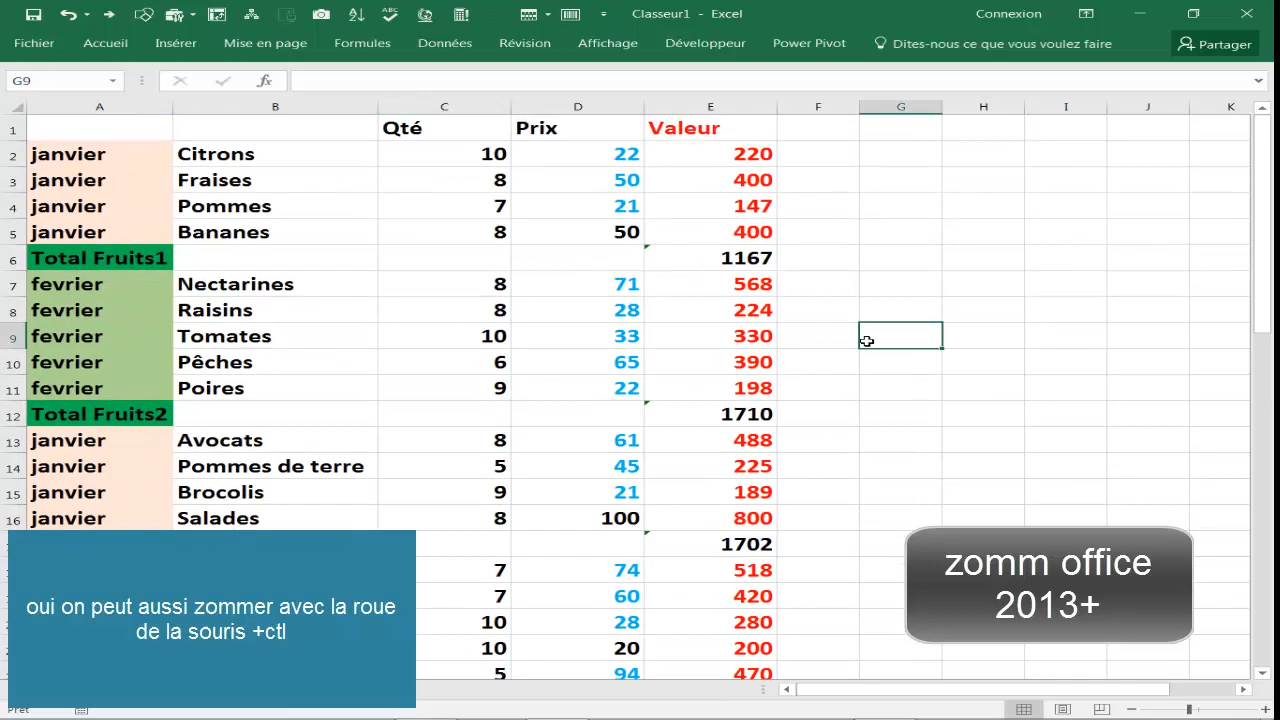 Classeur1 - Excel
Connexion
Fichier Accueil Insérer Mise en page Formules Données Révision Affichage Développeur Power Pivot Dites-nous ce que vous voulez faire Partager
G9 fx
A B C D E F G H I J K
1 Qté Prix Valeur
2 janvier Citrons 10 22 220
3 janvier Fraises 8 50 400
4 janvier Pommes 7 21 147
5 janvier Bananes 8 50 400
6 Total Fruits1 1167
7 fevrier Nectarines 8 71 568
8 fevrier Raisins 8 28 224
9 fevrier Tomates 10 33 330
10 fevrier Pêches 6 65 390
11 fevrier Poires 9 22 198
12 Total Fruits2 1710
13 janvier Avocats 8 61 488
14 janvier Pommes de terre 5 45 225
15 janvier Brocolis 9 21 189
16 janvier Salades 8 100 800
1702
7 74 518
7 60 420
10 28 280
10 20 200
5 94 470
oui on peut aussi zommer avec la roue
de la souris +ctl
zomm office
2013+
Prêt